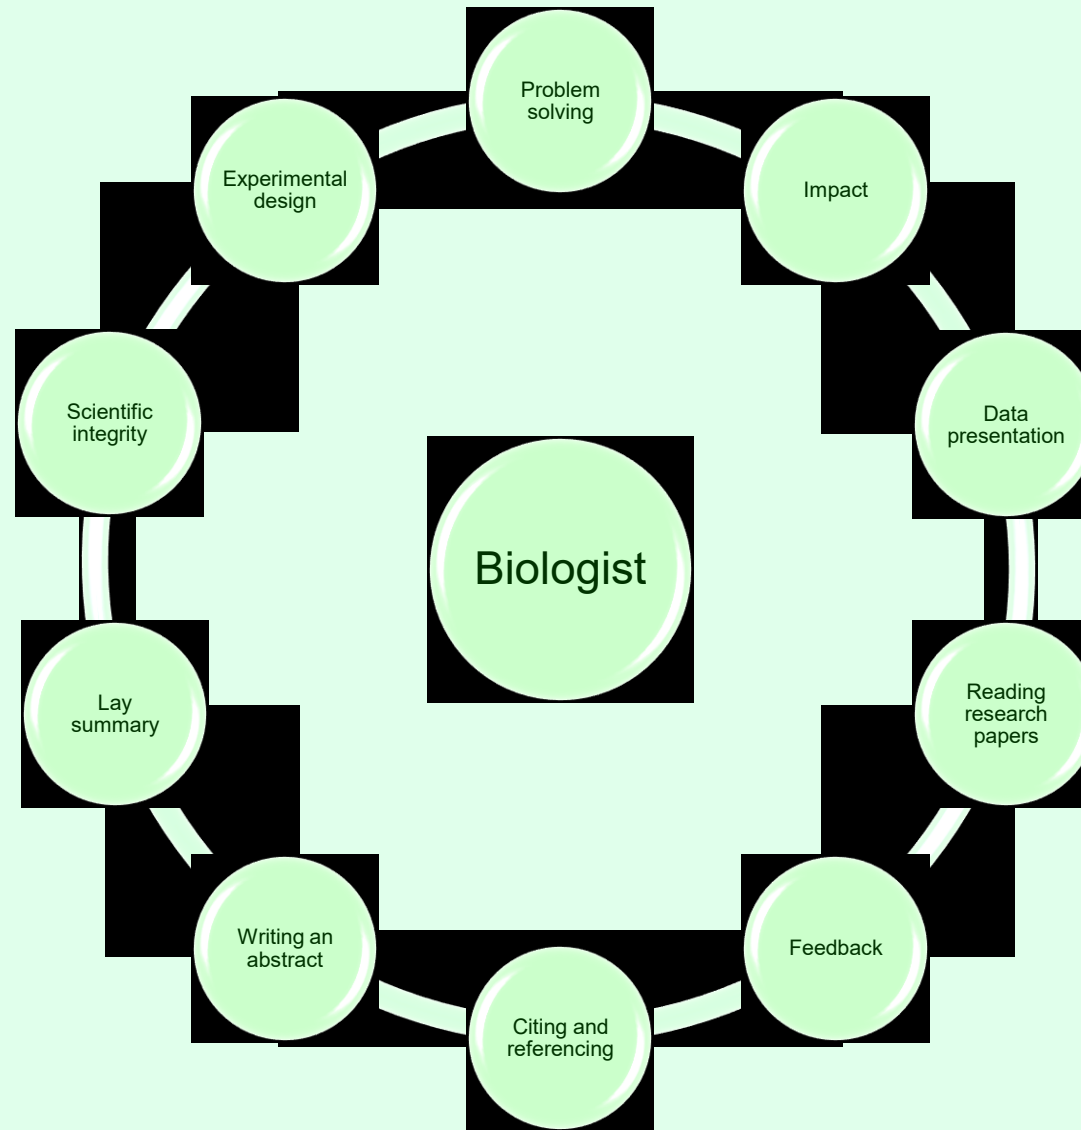 Problem
solving
Impact
Data
presentation
Reading
research
papers
Feedback
Citing and
referencing
Writing an
abstract
Lay
summary
Scientific
integrity
Experimental
design
Biologist